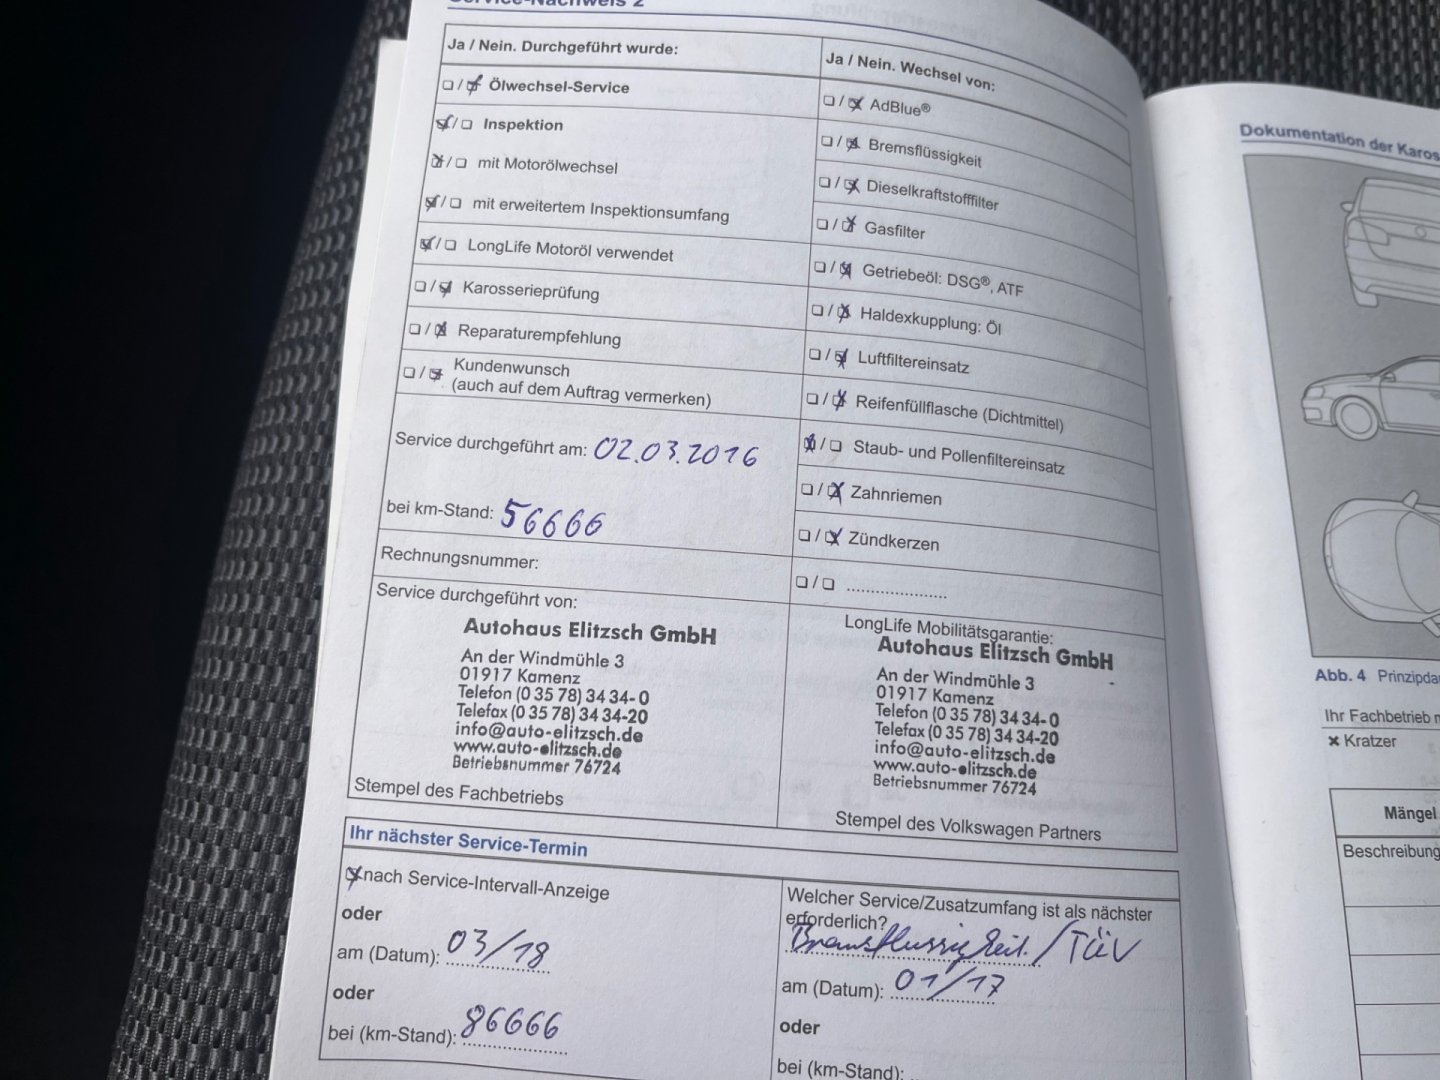 Service-Nachweis 2
Ja / Nein. Durchgeführt wurde:
❏ / ❏ Ölwechsel-Service
❏ / ❏ Inspektion
❏ / ❏ mit Motorölwechsel
❏ / ❏ mit erweitertem Inspektionsumfang
❏ / ❏ LongLife Motoröl verwendet
❏ / ❏ Karosserieprüfung
❏ / ❏ Reparaturempfehlung
❏ / ❏ Kundenwunsch
(auch auf dem Auftrag vermerken)
Service durchgeführt am: 02.03.2016
bei km-Stand: 56666
Rechnungsnummer:
Service durchgeführt von:
Autohaus Elitzsch GmbH
An der Windmühle 3
01917 Kamenz
Telefon (0 35 78) 34 34-0
Telefax (0 35 78) 34 34-20
info@auto-elitzsch.de
www.auto-elitzsch.de
Betriebsnummer 76724
Stempel des Fachbetriebs
Ja / Nein. Wechsel von:
❏ / ❏ AdBlue®
❏ / ❏ Bremsflüssigkeit
❏ / ❏ Dieselkraftstofffilter
❏ / ❏ Gasfilter
❏ / ❏ Getriebeöl: DSG®, ATF
❏ / ❏ Haldexkupplung: Öl
❏ / ❏ Luftfiltereinsatz
❏ / ❏ Reifenfüllflasche (Dichtmittel)
❏ / ❏ Staub- und Pollenfiltereinsatz
❏ / ❏ Zahnriemen
❏ / ❏ Zündkerzen
❏ / ❏ ....................
LongLife Mobilitätsgarantie:
Autohaus Elitzsch GmbH
An der Windmühle 3
01917 Kamenz
Telefon (0 35 78) 34 34-0
Telefax (0 35 78) 34 34-20
info@auto-elitzsch.de
www.auto-elitzsch.de
Betriebsnummer 76724
Stempel des Volkswagen Partners
Ihr nächster Service-Termin
❏ nach Service-Intervall-Anzeige
oder
am (Datum): 03/18
oder
bei (km-Stand): 86666
Welcher Service/Zusatzumfang ist als nächster
erforderlich?
Bremsflüssigkeit / TÜV
am (Datum): 01/17
oder
bei (km-Stand):
Dokumentation der Karos
Abb. 4 Prinzipda
Ihr Fachbetrieb m
× Kratzer
Mängel
Beschreibung